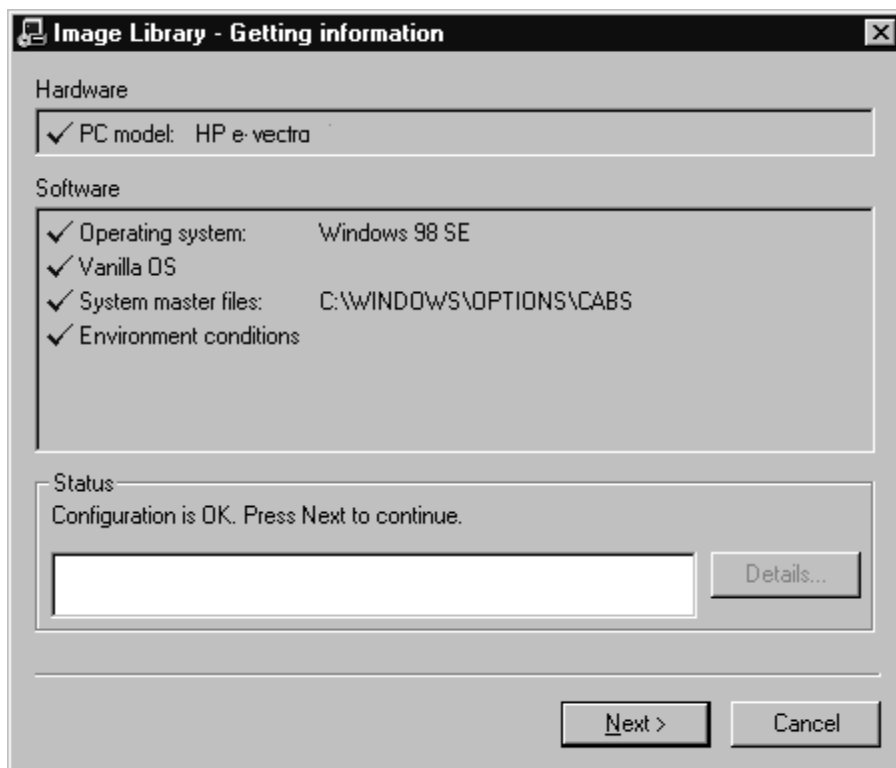 Image Library - Getting information
Hardware
PC model: HP e-vectra
Software
Operating system: Windows 98 SE
Vanilla OS
System master files: C:\WINDOWS\OPTIONS\CABS
Environment conditions
Status
Configuration is OK. Press Next to continue.
Details...
Next > Cancel